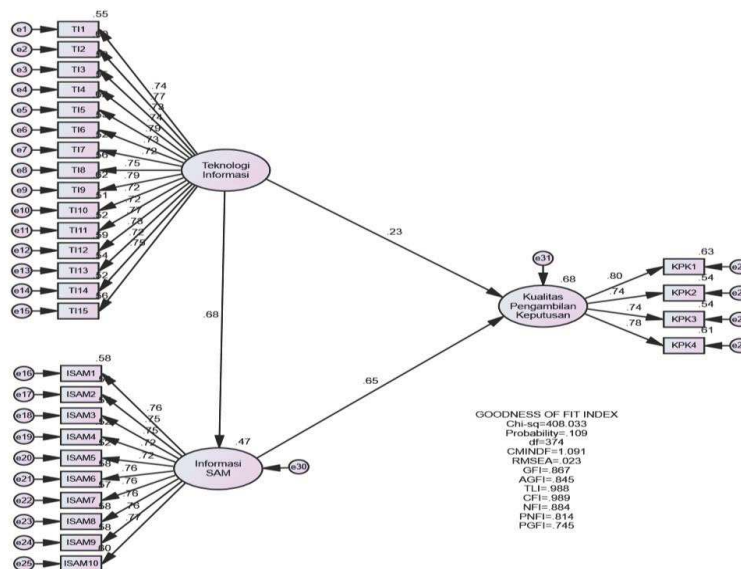 .55
e1 TI1
e2 TI2
e3 TI3
e4 TI4
e5 TI5
e6 TI6
e7 TI7
e8 TI8
e9 TI9
e10 TI10
e11 TI11
e12 TI12
e13 TI13
e14 TI14
e15 TI15
.74
.77
.79
.73
.72
.75
.79
.72
.72
.77
.72
Teknologi
Informasi
.23
.68
.65
e31
.68
Kualitas
Pengambilan
Keputusan
.80
.74
.74
.78
.63
KPK1
.54
KPK2
.54
KPK3
.61
KPK4
.58
e16 ISAM1
e17 ISAM2
e18 ISAM3
e19 ISAM4
e20 ISAM5
e21 ISAM6
e22 ISAM7
e23 ISAM8
e24 ISAM9
e25 ISAM10
.76
.75
.75
.72
.72
.76
.76
.76
.76
.77
.47
Informasi
SAM
e30
GOODNESS OF FIT INDEX
Chi-sq=408.033
Probability=.109
df=374
CMINDF=1.091
RMSEA=.023
GFI=.867
AGFI=.845
TLI=.988
CFI=.989
NFI=.884
PNFI=.814
PGFI=.745